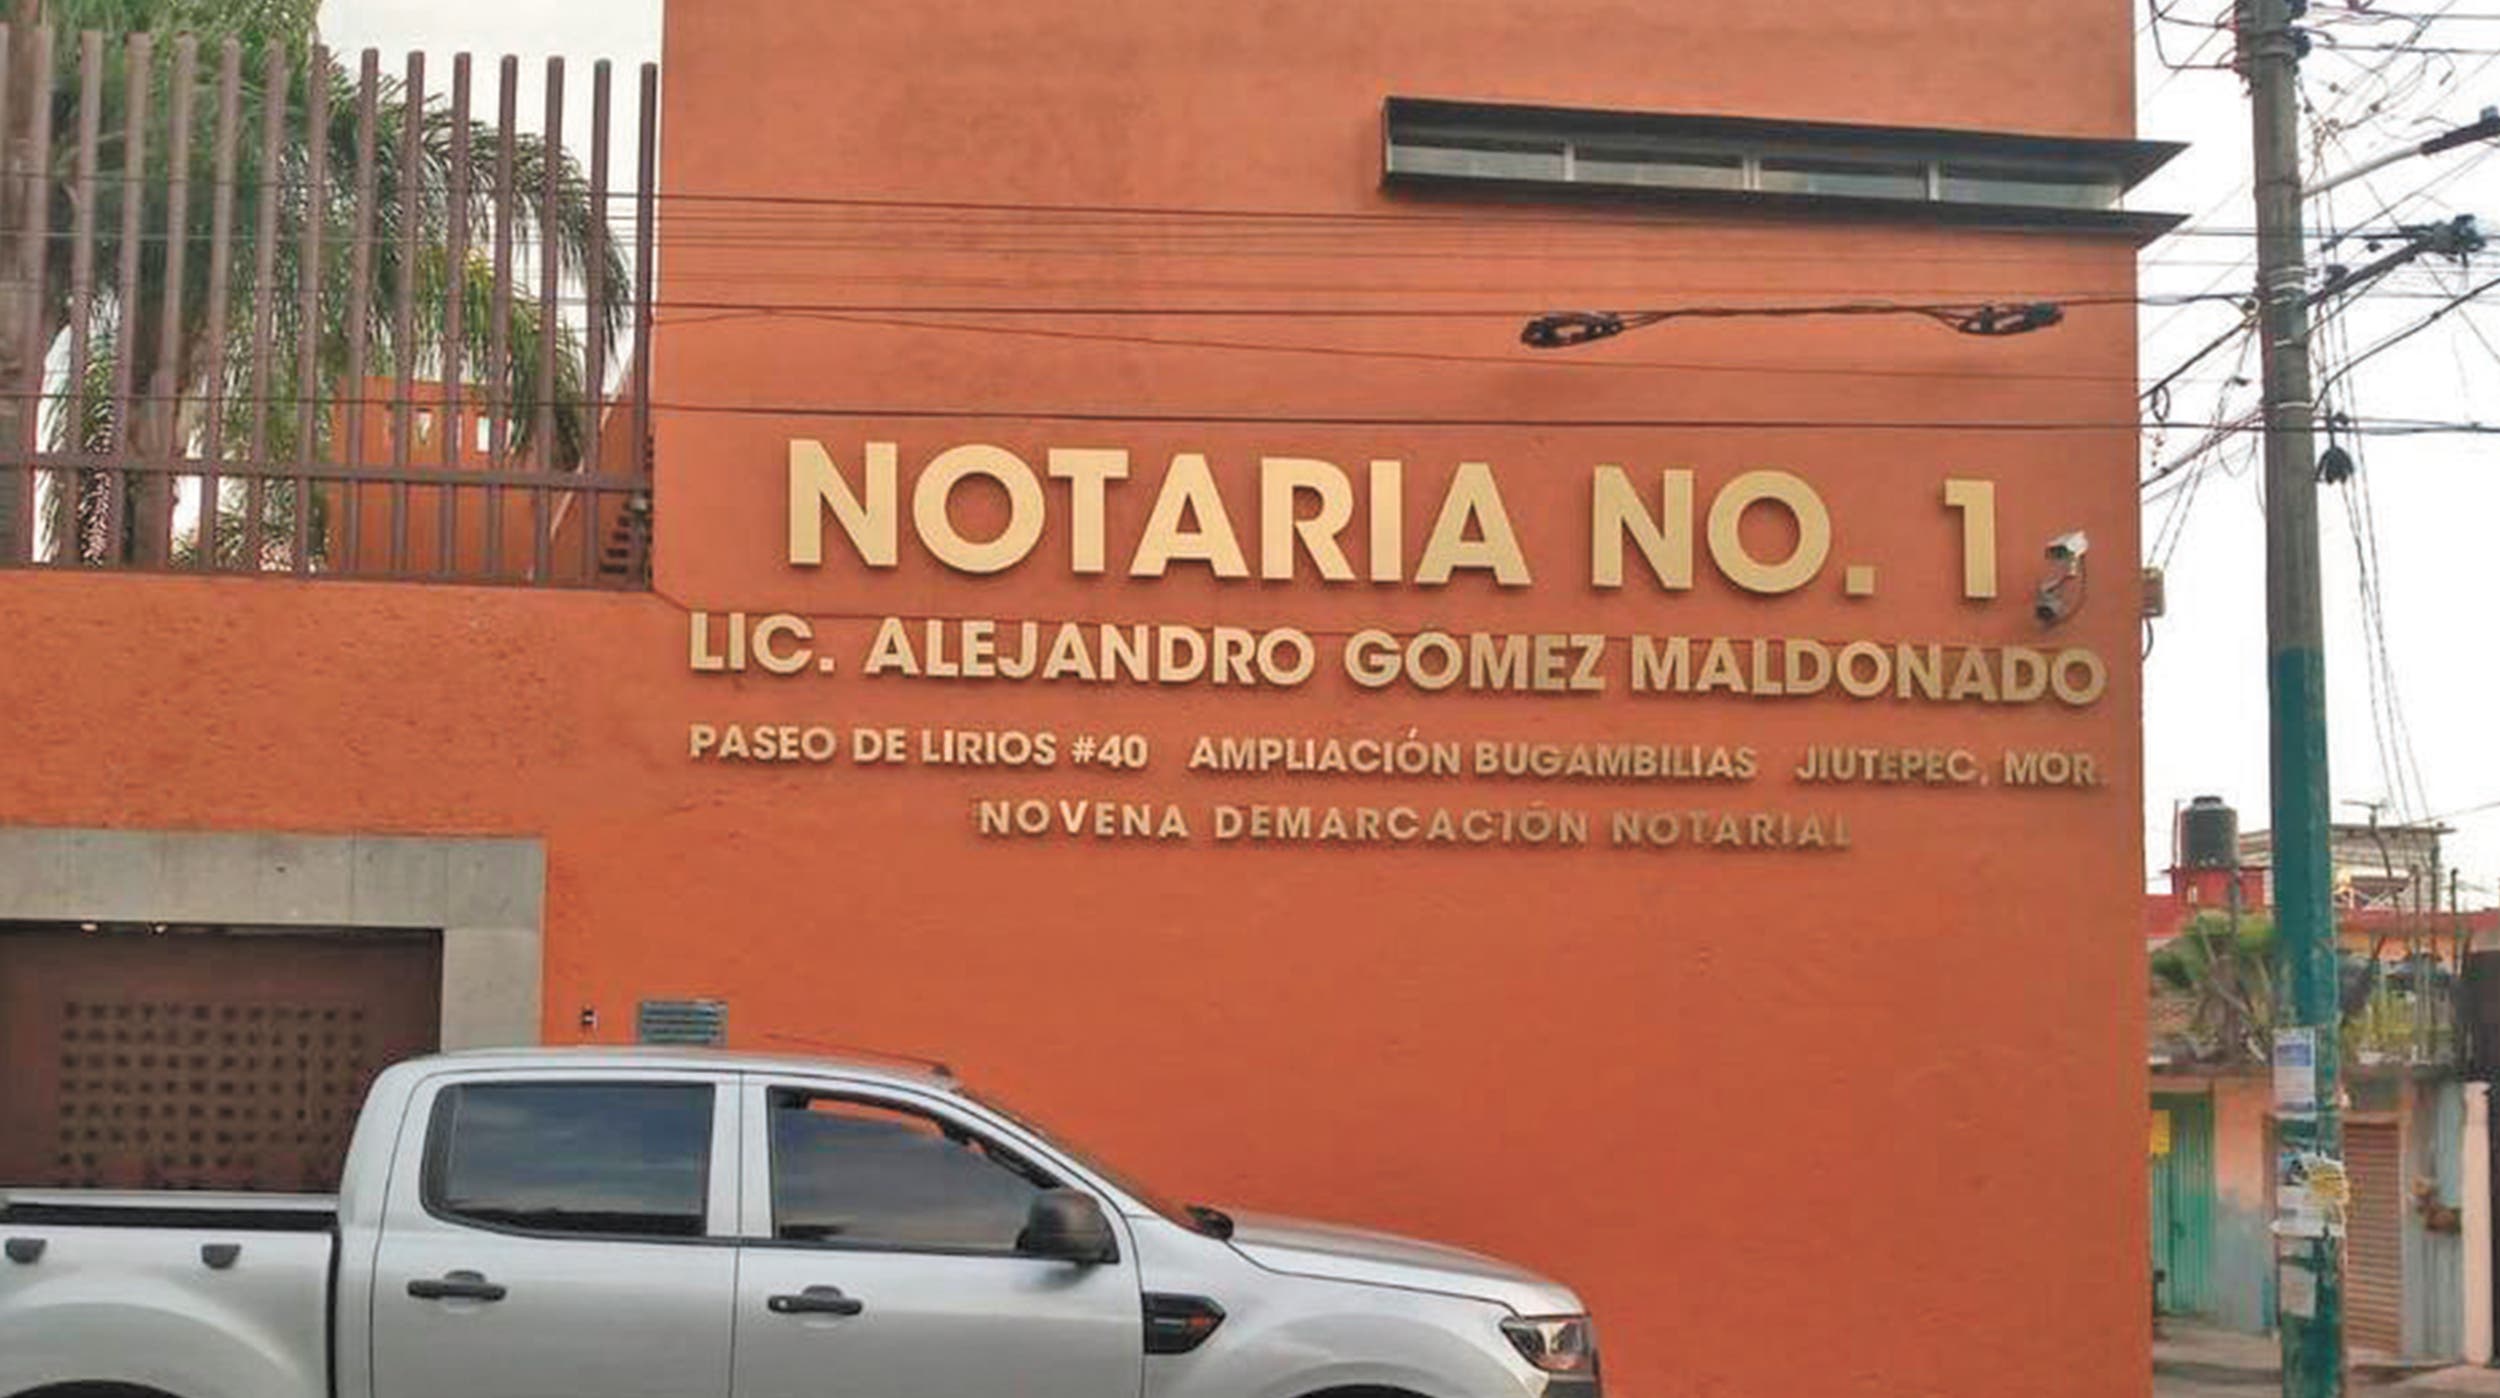 NOTARIA NO. 1
LIC. ALEJANDRO GOMEZ MALDONADO
PASEO DE LIRIOS #40 AMPLIACIÓN BUGAMBILIAS JIUTEPEC, MOR.
NOVENA DEMARCACIÓN NOTARIAL